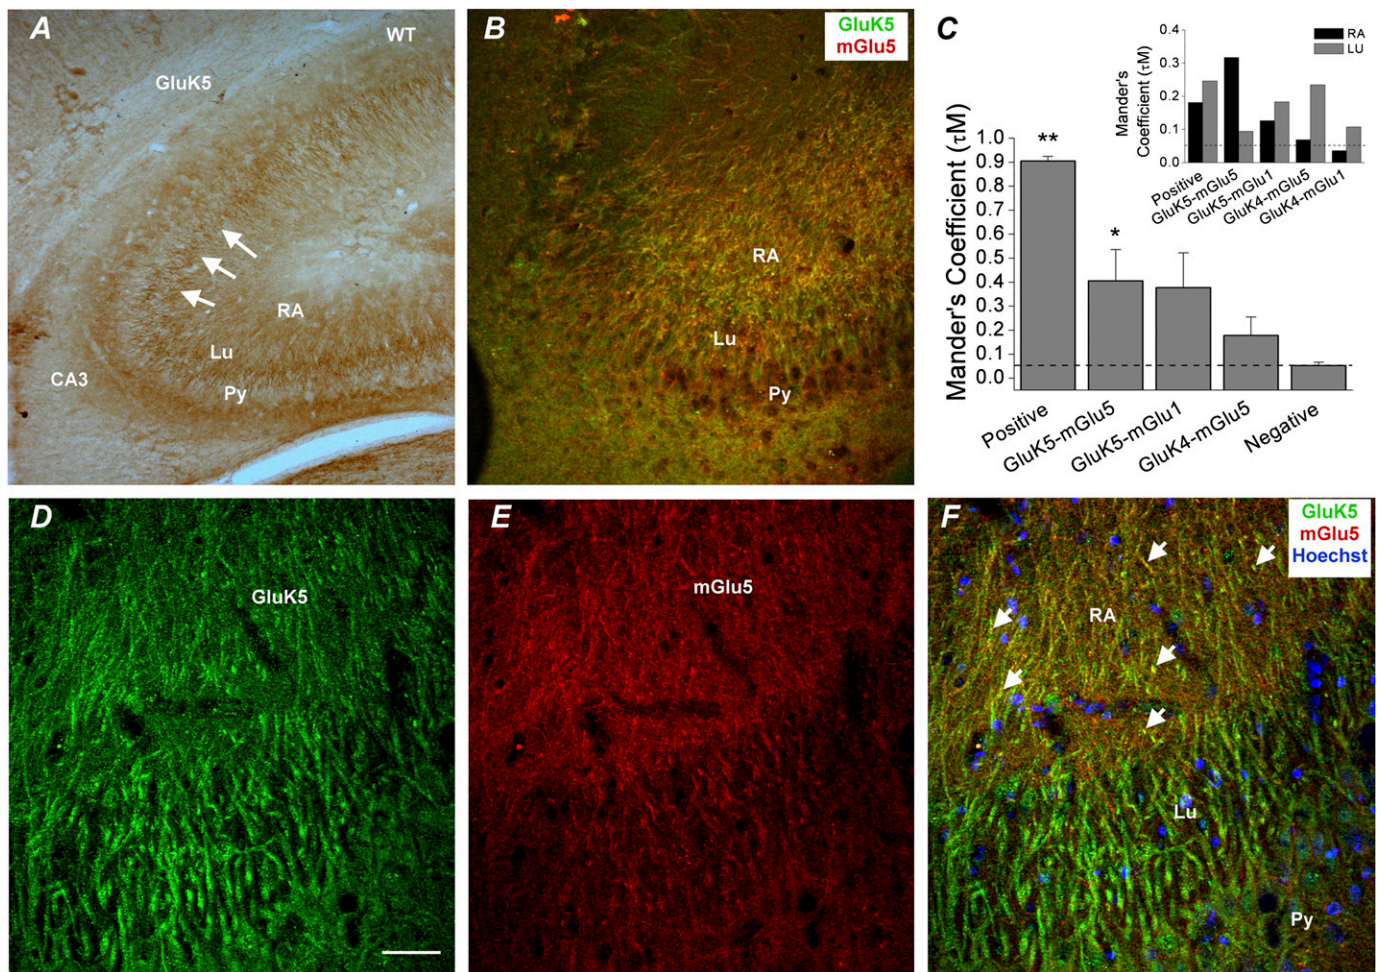 A
WT
GluK5
RA
Lu
CA3
Py
B
GluK5
mGlu5
RA
Lu
Py
C
Mander's Coefficient (τM)
1.0
0.9
0.8
0.9
0.6
0.5
0.4
0.3
0.2
0.1
0.0
**
*
Positive
GluK5-mGlu5
GluK5-mGlu1
GluK4-mGlu5
Negative
Mander's
Coefficient (τM)
0.4
0.3
0.2
0.1
0.0
RA
LU
Positive
GluK5-mGlu5
GluK5-mGlu1
GluK4-mGlu5
GluK4-mGlu1
D
GluK5
E
mGlu5
F
GluK5
mGlu5
Hoechst
RA
Lu
Py